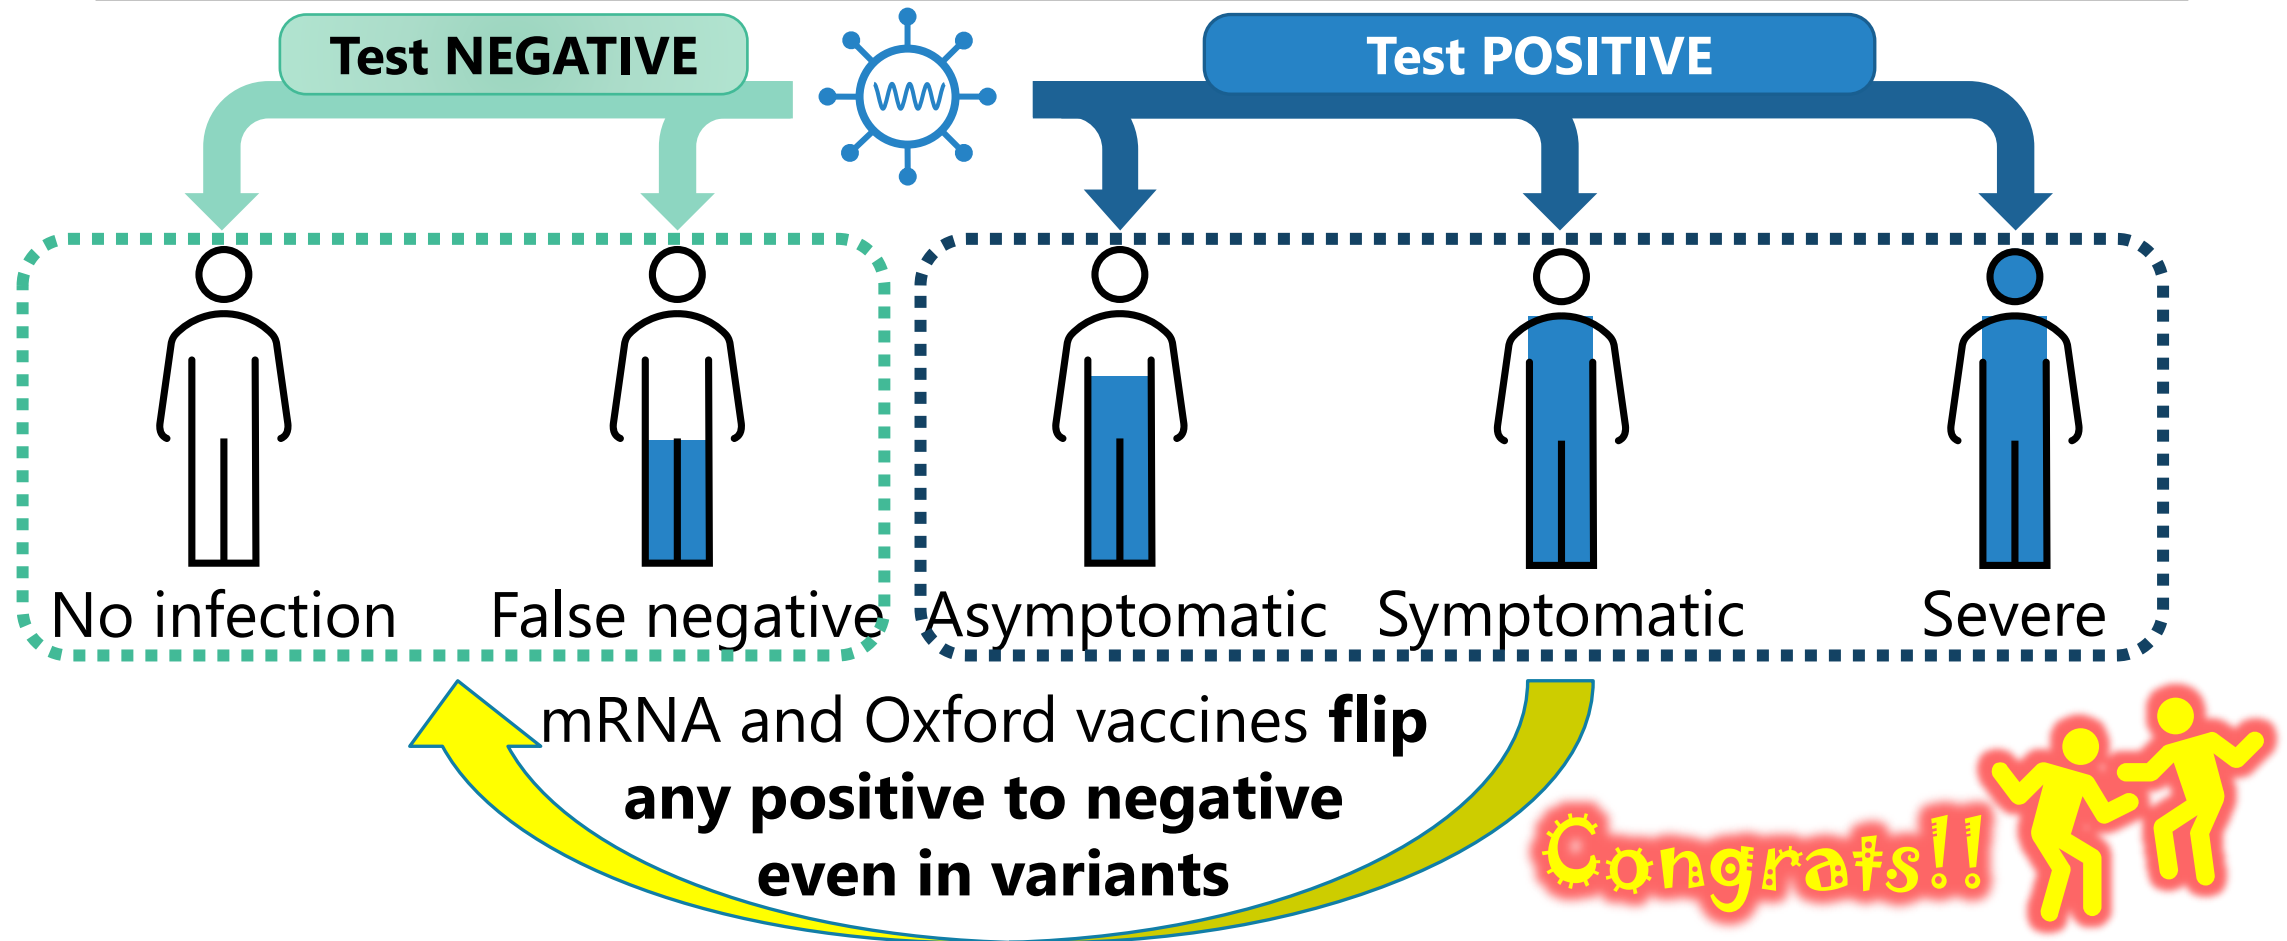 Test NEGATIVE
Test POSITIVE
No infection
False negative
Asymptomatic
Symptomatic
Severe
mRNA and Oxford vaccines flip
any positive to negative
even in variants
Congrats!!